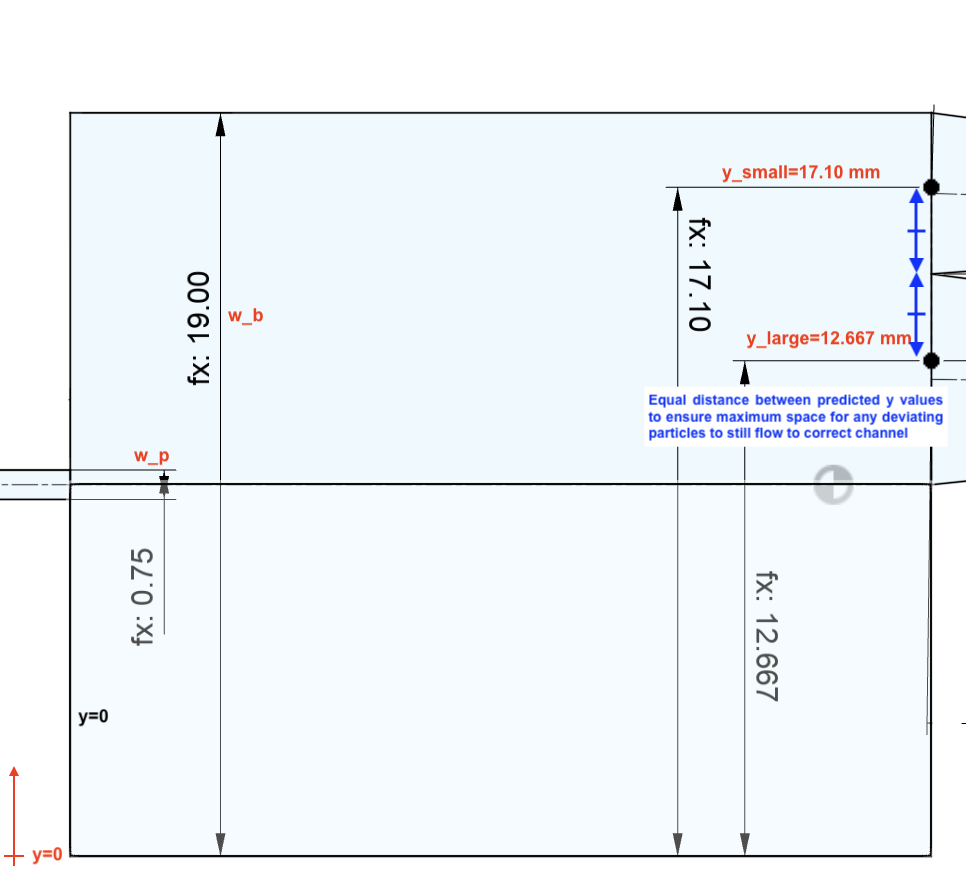 y_small=17.10 mm
fx: 17.10
fx: 19.00
w_b
y_large=12.667 mm
Equal distance between predicted y values
to ensure maximum space for any deviating
particles to still flow to correct channel
w_p
fx: 0.75
fx: 12.667
y=0
y=0